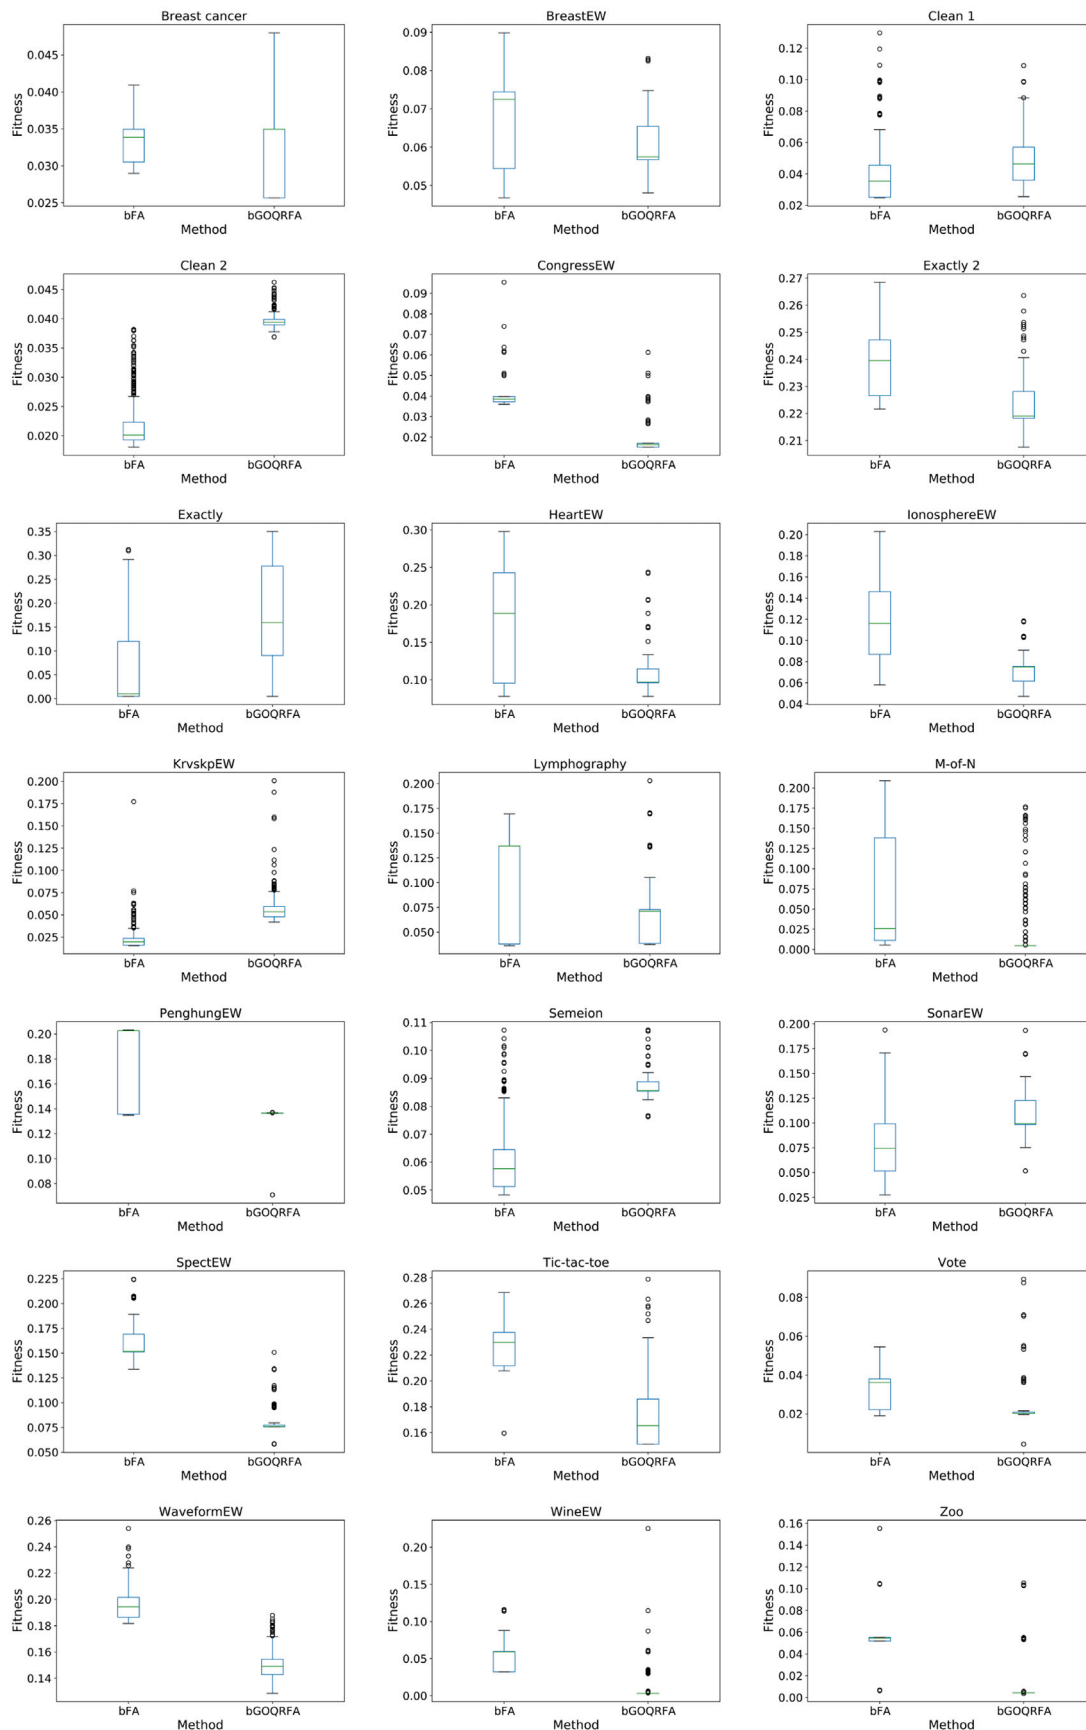 Breast cancer
0.045
0.040
0.035
0.030
0.025
Fitness
bFA
bGOQRFA
Method
BreastEW
0.09
0.08
0.07
0.06
0.05
Fitness
bFA
bGOQRFA
Method
Clean 1
0.12
0.10
0.08
0.06
0.04
0.02
Fitness
bFA
bGOQRFA
Method
Clean 2
0.045
0.040
0.035
0.030
0.025
0.020
Fitness
bFA
bGOQRFA
Method
CongressEW
0.09
0.08
0.07
0.06
0.05
0.04
0.03
0.02
Fitness
bFA
bGOQRFA
Method
Exactly 2
0.27
0.26
0.25
0.24
0.23
0.22
0.21
Fitness
bFA
bGOQRFA
Method
Exactly
0.35
0.30
0.25
0.20
0.15
0.10
0.05
0.00
Fitness
bFA
bGOQRFA
Method
HeartEW
0.30
0.25
0.20
0.15
0.10
Fitness
bFA
bGOQRFA
Method
IonosphereEW
0.20
0.18
0.16
0.14
0.12
0.10
0.08
0.06
0.04
Fitness
bFA
bGOQRFA
Method
KrvskpEW
0.200
0.175
0.150
0.125
0.100
0.075
0.050
0.025
Fitness
bFA
bGOQRFA
Method
Lymphography
0.200
0.175
0.150
0.125
0.100
0.075
0.050
Fitness
bFA
bGOQRFA
Method
M-of-N
0.200
0.175
0.150
0.125
0.100
0.075
0.050
0.025
0.000
Fitness
bFA
bGOQRFA
Method
PenghungEW
0.20
0.18
0.16
0.14
0.12
0.10
0.08
Fitness
bFA
bGOQRFA
Method
Semeion
0.11
0.10
0.09
0.08
0.07
0.06
0.05
Fitness
bFA
bGOQRFA
Method
SonarEW
0.200
0.175
0.150
0.125
0.100
0.075
0.050
0.025
Fitness
bFA
bGOQRFA
Method
SpectEW
0.225
0.200
0.175
0.150
0.125
0.100
0.075
0.050
Fitness
bFA
bGOQRFA
Method
Tic-tac-toe
0.28
0.26
0.24
0.22
0.20
0.18
0.16
Fitness
bFA
bGOQRFA
Method
Vote
0.08
0.06
0.04
0.02
Fitness
bFA
bGOQRFA
Method
WaveformEW
0.26
0.24
0.22
0.20
0.18
0.16
0.14
Fitness
bFA
bGOQRFA
Method
WineEW
0.20
0.15
0.10
0.05
0.00
Fitness
bFA
bGOQRFA
Method
Zoo
0.16
0.14
0.12
0.10
0.08
0.06
0.04
0.02
0.00
Fitness
bFA
bGOQRFA
Method